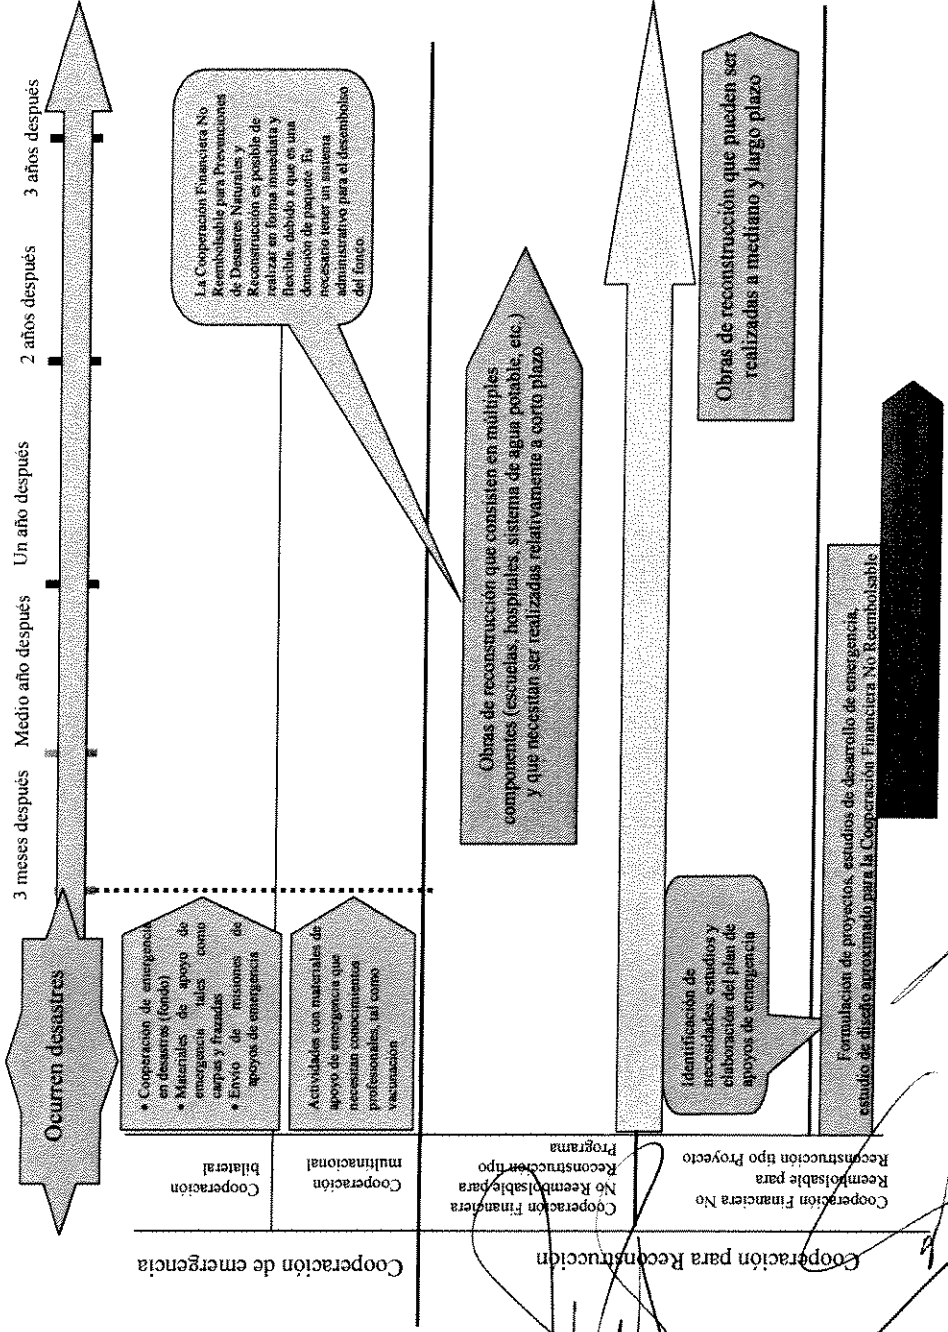 3 meses después
Medio año después
Un año después
2 años después
3 años después
Ocurren desastres
Cooperación de emergencia
Cooperación
bilateral
• Cooperación de emergencia
en desastres (fondo)
• Materiales de apoyo de
emergencia tales como
carpas y frazadas
• Envío de misiones de
apoyos de emergencia
La Cooperación Financiera No
Reembolsable para Prevenciones
de Desastres Naturales y
Reconstrucción es posible de
realizar en forma inmediata y
flexible, debido a que es una
donación de paquete. Es
necesario tener un sistema
administrativo para el desembolso
del fondo.
Cooperación
multinacional
Actividades con materiales de
apoyo de emergencia que
necesitan conocimientos
profesionales, tal como
vacunación
Cooperación para Reconstrucción
Cooperación Financiera
No Reembolsable para
Reconstrucción tipo
Programa
Obras de reconstrucción que consisten en múltiples
componentes (escuelas, hospitales, sistema de agua potable, etc.)
y que necesitan ser realizadas relativamente a corto plazo
Cooperación Financiera No
Reembolsable para
Reconstrucción tipo Proyecto
Identificación de
necesidades, estudios y
elaboración del plan de
apoyos de emergencia
Obras de reconstrucción que pueden ser
realizadas a mediano y largo plazo
Formulación de proyectos, estudios de desarrollo de emergencia,
estudio de diseño aproximado para la Cooperación Financiera No Reembolsable